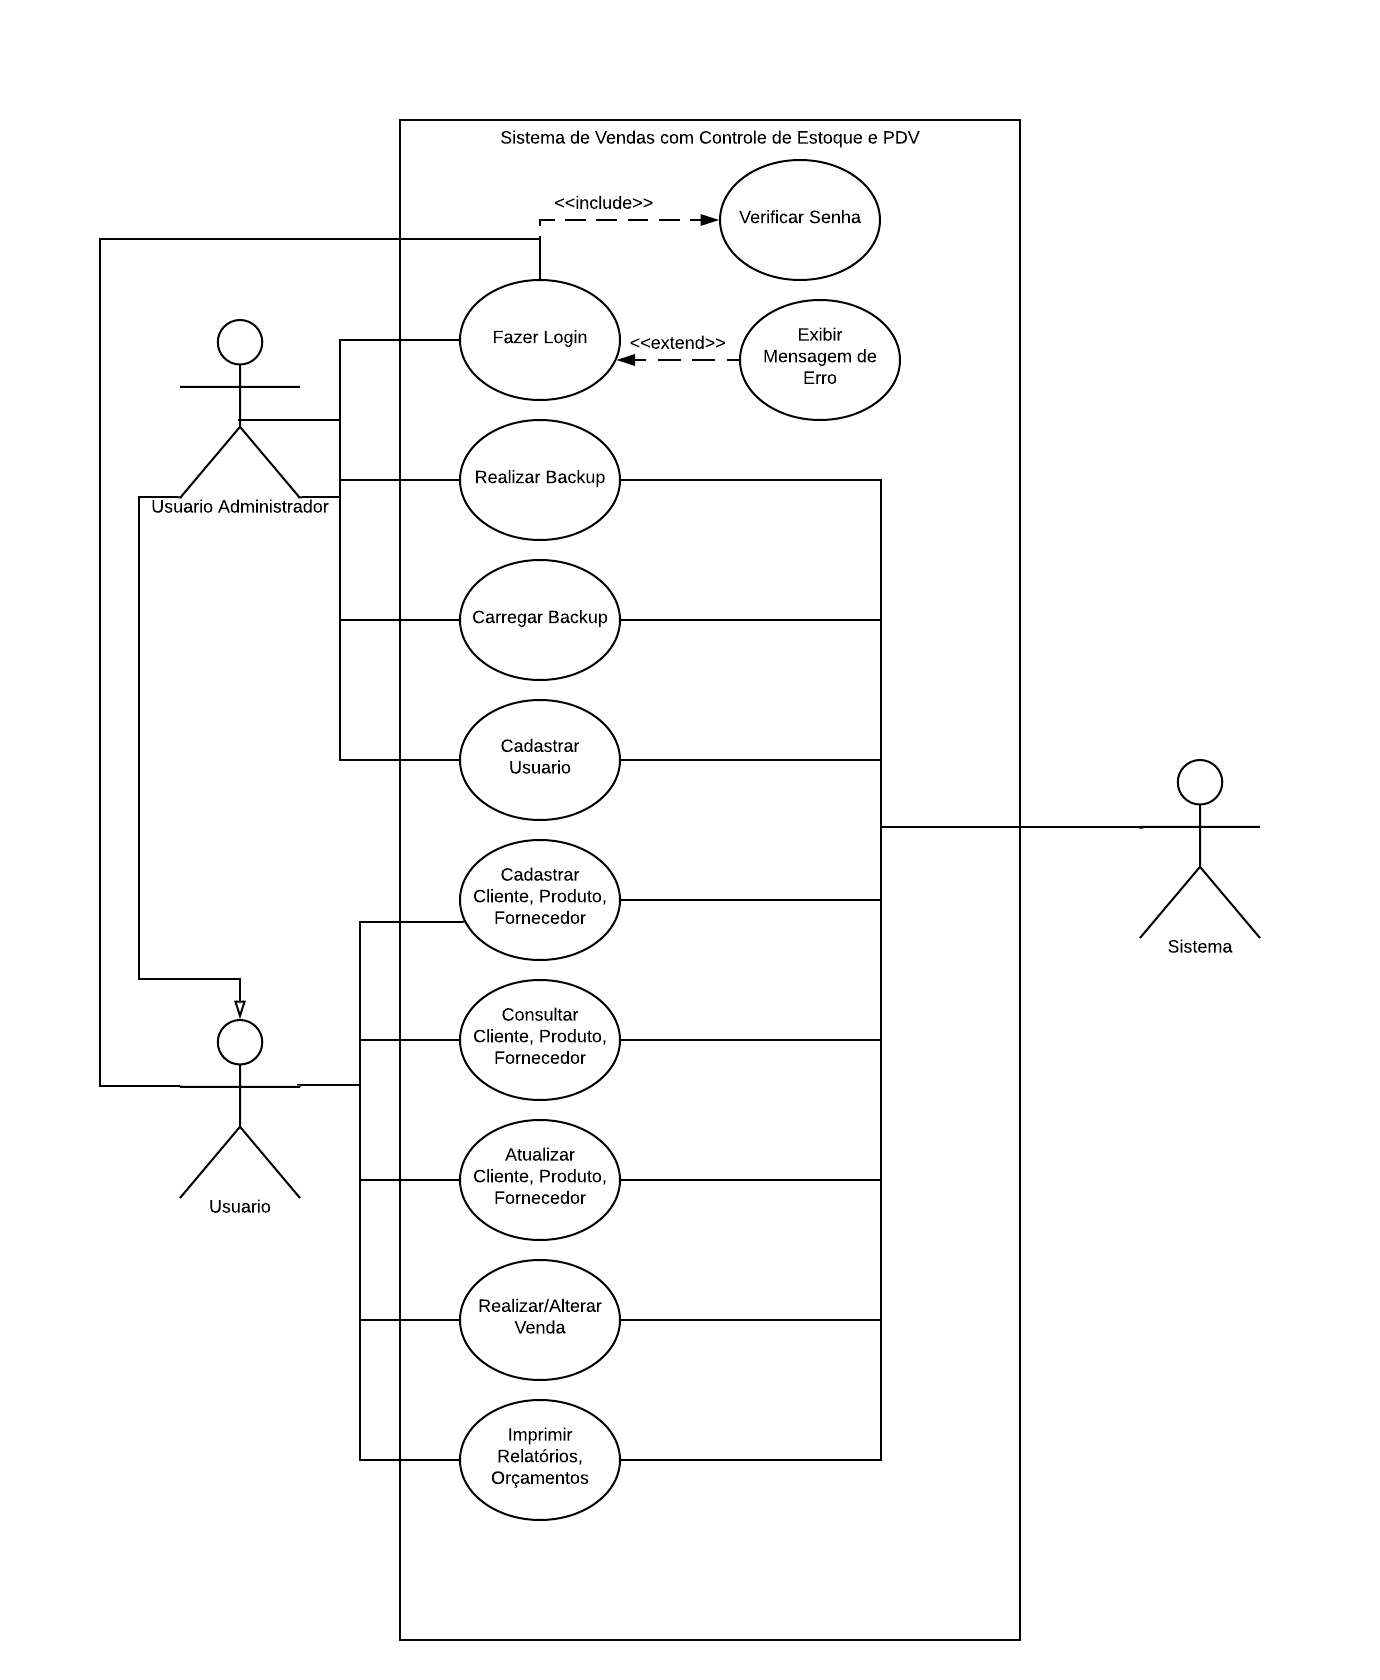 Sistema de Vendas com Controle de Estoque e PDV
<<include>>
Verificar Senha
Fazer Login
<<extend>>
Exibir
Mensagem de
Erro
Realizar Backup
Usuario Administrador
Carregar Backup
Cadastrar
Usuario
Cadastrar
Cliente, Produto,
Fornecedor
Sistema
Consultar
Cliente, Produto,
Fornecedor
Atualizar
Cliente, Produto,
Fornecedor
Usuario
Realizar/Alterar
Venda
Imprimir
Relatórios,
Orçamentos